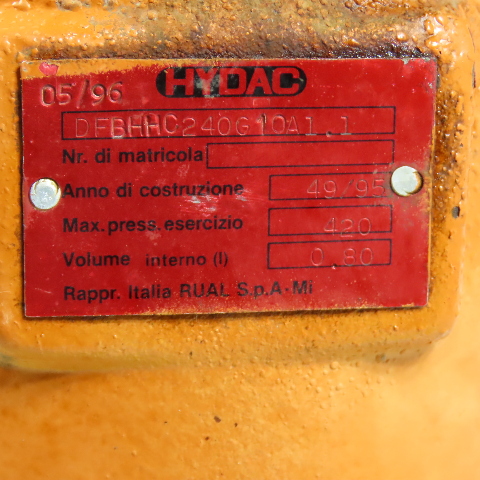 05/96 HYDAC
DFBHHC240G10A1.1
Nr. di matricola
Anno di costruzione 49/95
Max. press. esercizio 420
Volume interno (l) 0.80
Rappr. Italia RUAL S.p.A-Mi